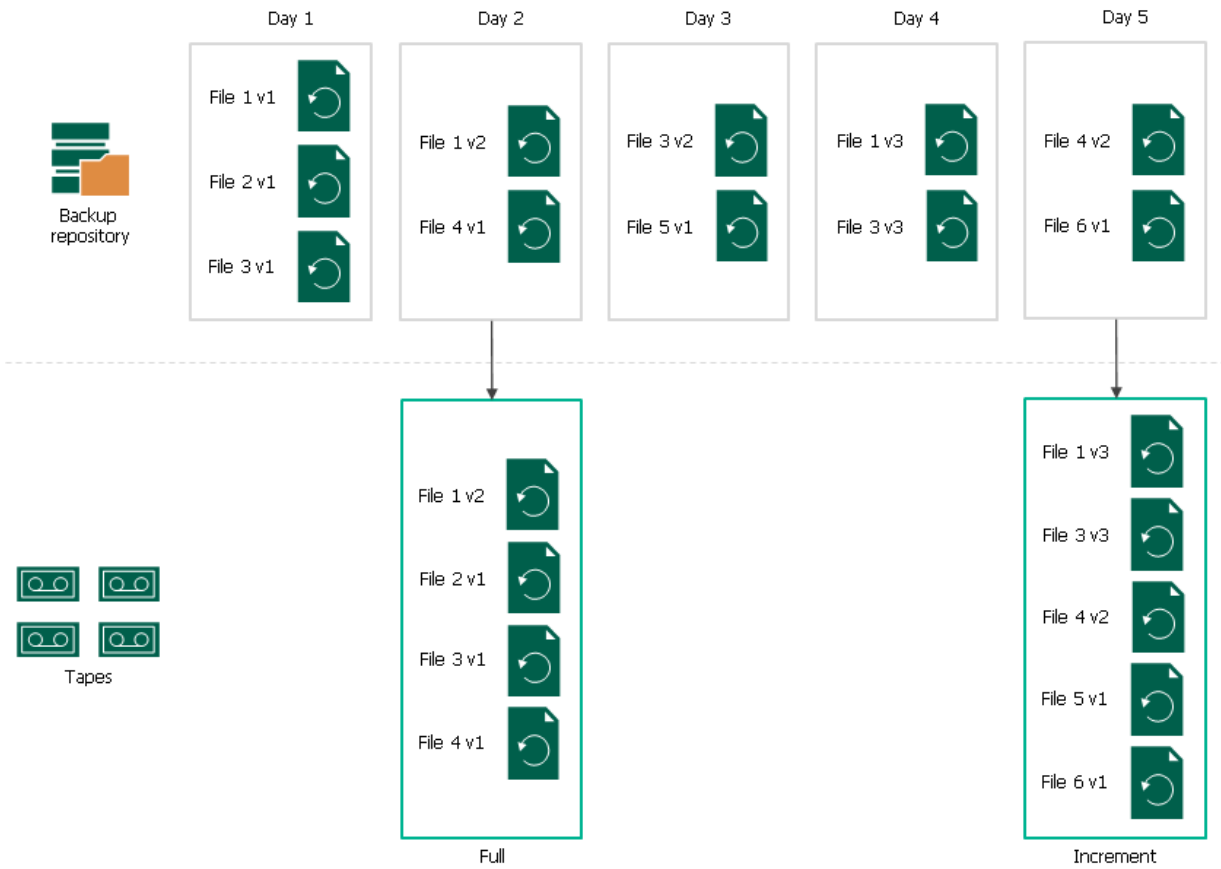 Day 1
Day 2
Day 3
Day 4
Day 5
Backup
repository
File 1 v1
File 2 v1
File 3 v1
File 1 v2
File 4 v1
File 3 v2
File 5 v1
File 1 v3
File 3 v3
File 4 v2
File 6 v1
Tapes
File 1 v2
File 2 v1
File 3 v1
File 4 v1
Full
File 1 v3
File 3 v3
File 4 v2
File 5 v1
File 6 v1
Increment